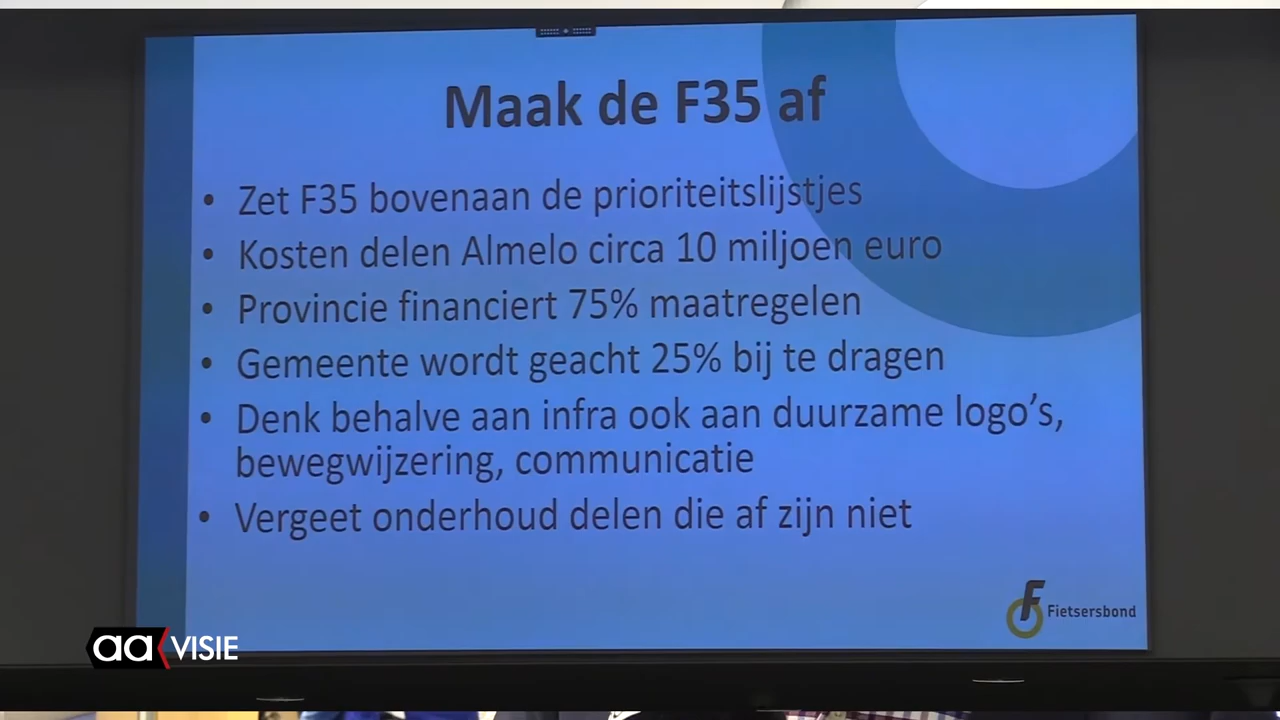 Maak de F35 af
• Zet F35 bovenaan de prioriteitslijstjes
• Kosten delen Almelo circa 10 miljoen euro
• Provincie financiert 75% maatregelen
• Gemeente wordt geacht 25% bij te dragen
• Denk behalve aan infra ook aan duurzame logo's,
bewegwijzering, communicatie
• Vergeet onderhoud delen die af zijn niet
F Fietsersbond
aa VISIE